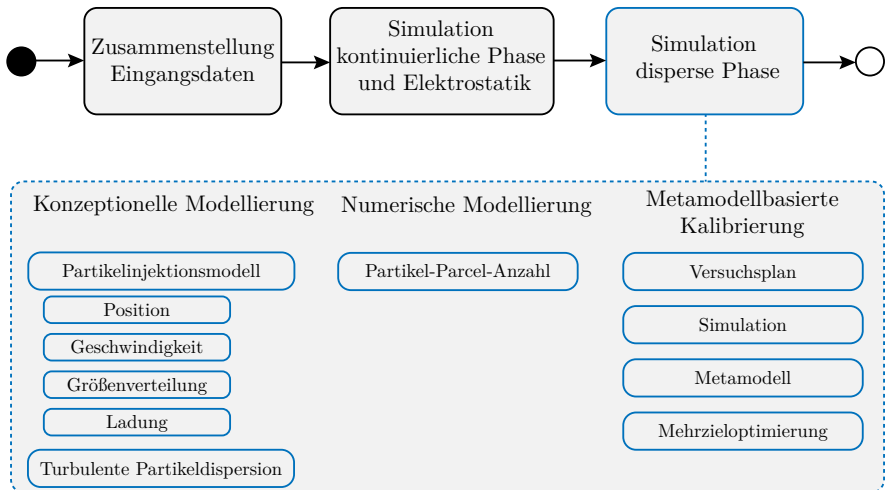 Zusammenstellung
Eingangsdaten
Simulation
kontinuierliche Phase
und Elektrostatik
Simulation
disperse Phase
Konzeptionelle Modellierung
Partikelinjektionsmodell
Position
Geschwindigkeit
Größenverteilung
Ladung
Turbulente Partikeldispersion
Numerische Modellierung
Partikel-Parcel-Anzahl
Metamodellbasierte
Kalibrierung
Versuchsplan
Simulation
Metamodell
Mehrzieloptimierung